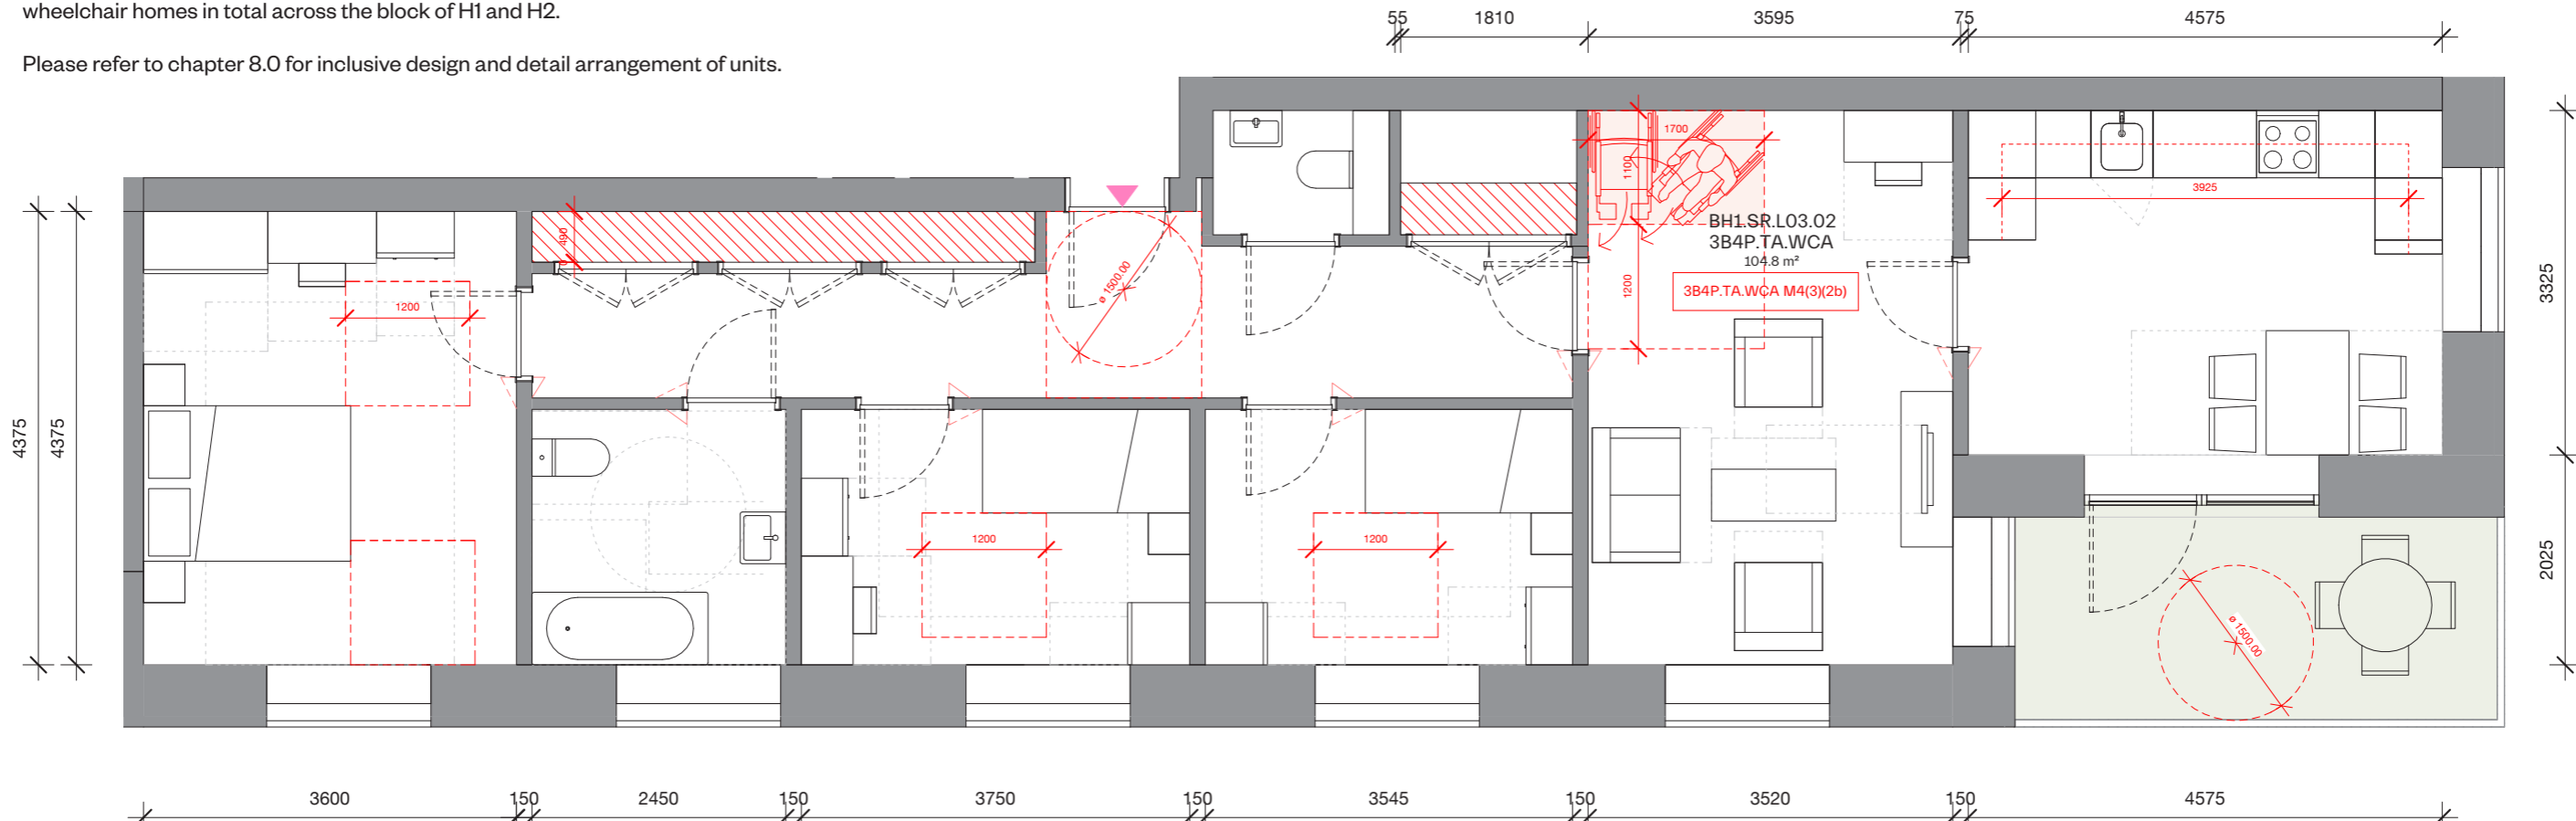 wheelchair homes in total across the block of H1 and H2.
Please refer to chapter 8.0 for inclusive design and detail arrangement of units.
55 1810 3595 75 4575
1700
1100
3925
490
BH1.SR.L03.02
3B4P.TA.WCA
104.8 m²
3B4P.TA.WCA M4(3)(2b)
ø 1500.00
1200
1200
3325
4375
4375
1200
1200
2025
ø 1500.00
3600 150 2450 150 3750 150 3545 150 3520 150 4575